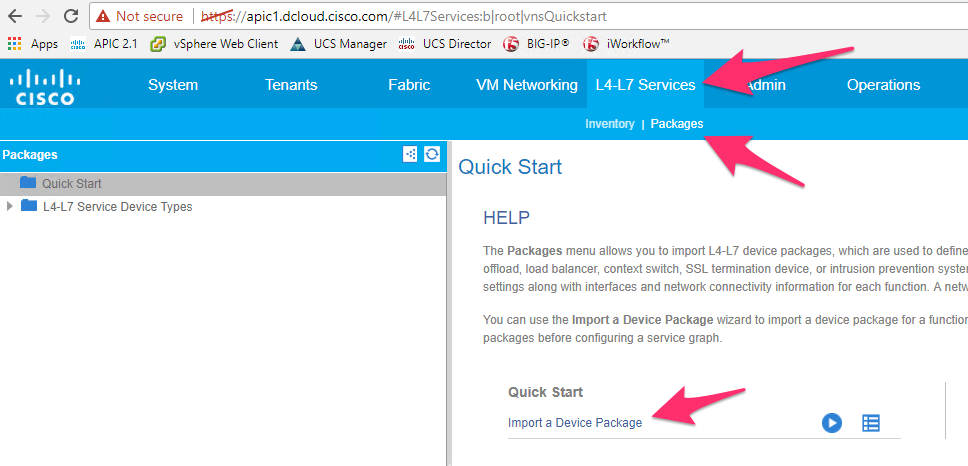 Not secure https://apic1.dcloud.cisco.com/#L4L7Services:b|root|vnsQuickstart
Apps APIC 2.1 vSphere Web Client UCS Manager UCS Director BIG-IP® iWorkflow™
CISCO System Tenants Fabric VM Networking L4-L7 Services Admin Operations
Inventory | Packages
Packages
Quick Start
L4-L7 Service Device Types
Quick Start
HELP
The Packages menu allows you to import L4-L7 device packages, which are used to define
offload, load balancer, context switch, SSL termination device, or intrusion prevention syste
settings along with interfaces and network connectivity information for each function. A netw
You can use the Import a Device Package wizard to import a device package for a function
packages before configuring a service graph.
Quick Start
Import a Device Package